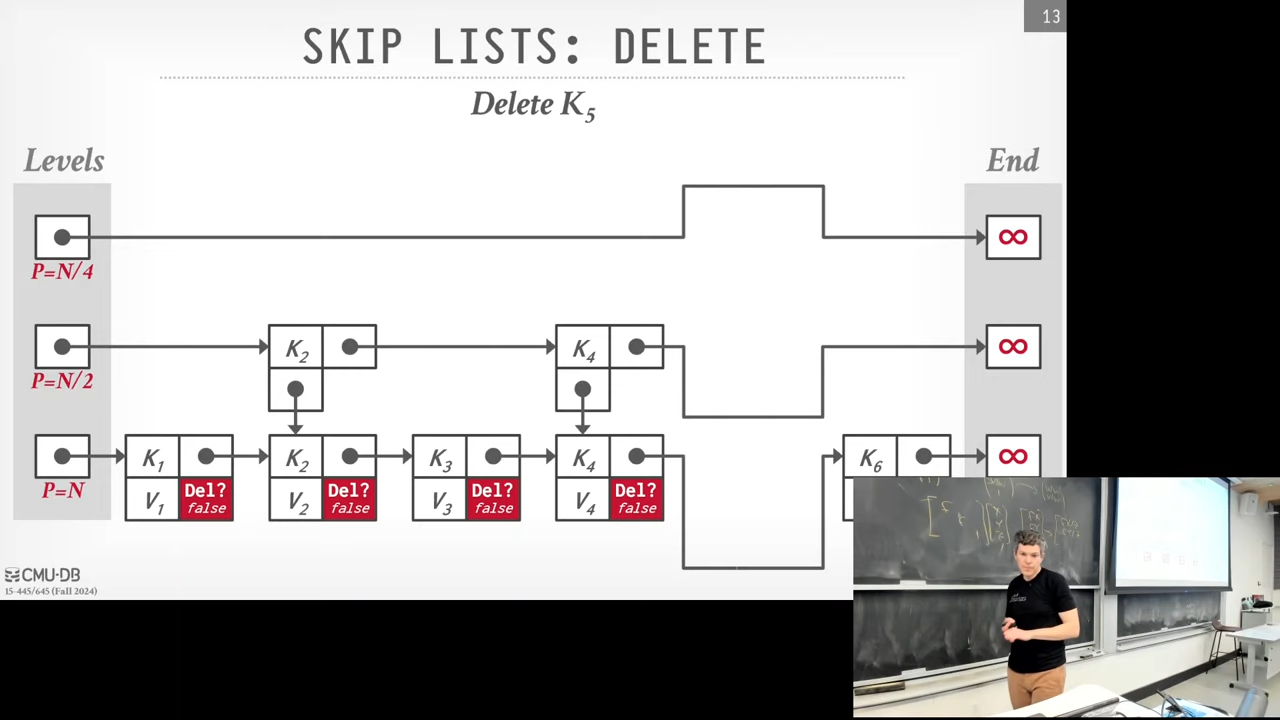 13
SKIP LISTS: DELETE
Delete K5
Levels
End
∞
P=N/4
K2
K4
∞
P=N/2
K1
K2
K3
K4
K6
∞
P=N
V1 Del? false
V2 Del? false
V3 Del? false
V4 Del? false
CMU·DB
15-445/645 (Fall 2024)